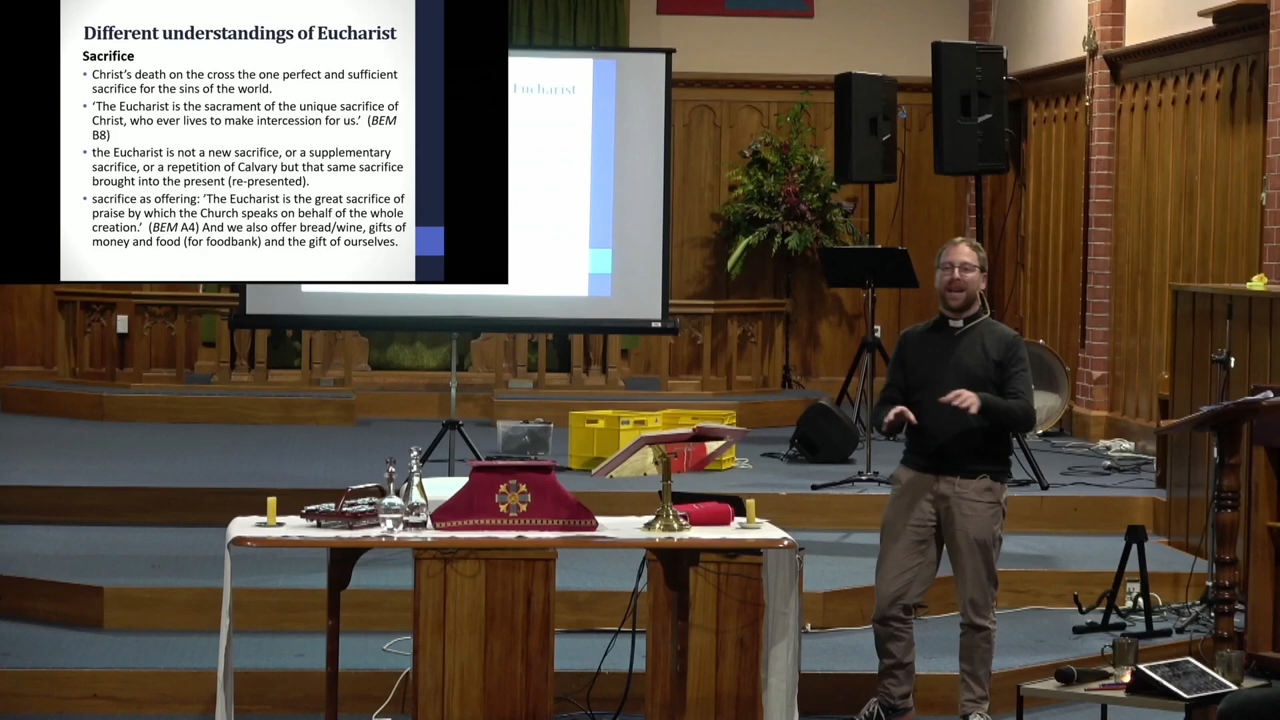 Different understandings of Eucharist
Sacrifice
• Christ's death on the cross the one perfect and sufficient
sacrifice for the sins of the world.
• 'The Eucharist is the sacrament of the unique sacrifice of
Christ, who ever lives to make intercession for us.' (BEM
B8)
• the Eucharist is not a new sacrifice, or a supplementary
sacrifice, or a repetition of Calvary but that same sacrifice
brought into the present (re-presented).
• sacrifice as offering: 'The Eucharist is the great sacrifice of
praise by which the Church speaks on behalf of the whole
creation.' (BEM A4) And we also offer bread/wine, gifts of
money and food (for foodbank) and the gift of ourselves.
Eucharist